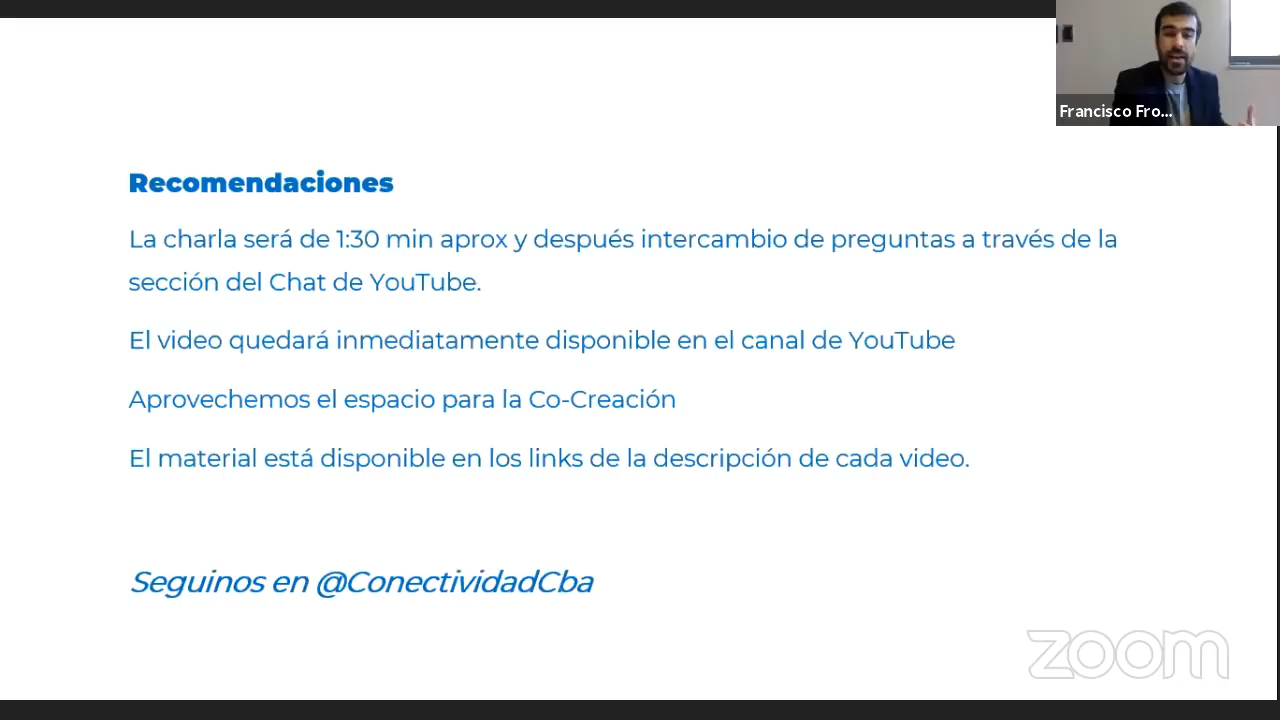 Francisco Fro...
Recomendaciones
La charla será de 1:30 min aprox y después intercambio de preguntas a través de la
sección del Chat de YouTube.
El video quedará inmediatamente disponible en el canal de YouTube
Aprovechemos el espacio para la Co-Creación
El material está disponible en los links de la descripción de cada video.
Seguinos en @ConectividadCba
zoom